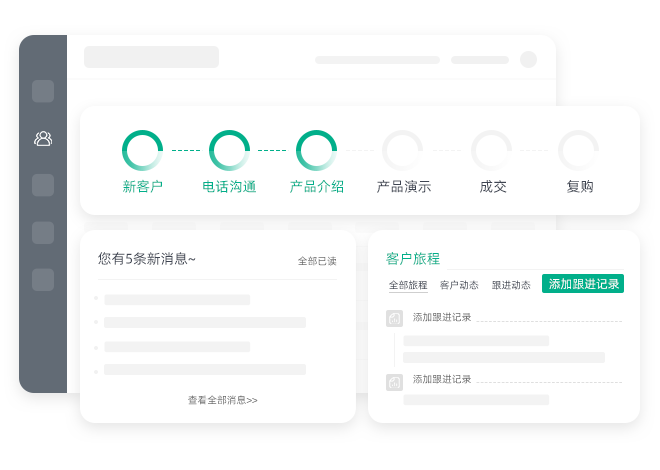 新客户 电话沟通 产品介绍 产品演示 成交 复购
您有5条新消息~ 全部已读
查看全部消息>>
客户旅程
全部旅程 客户动态 跟进动态 添加跟进记录
添加跟进记录
添加跟进记录